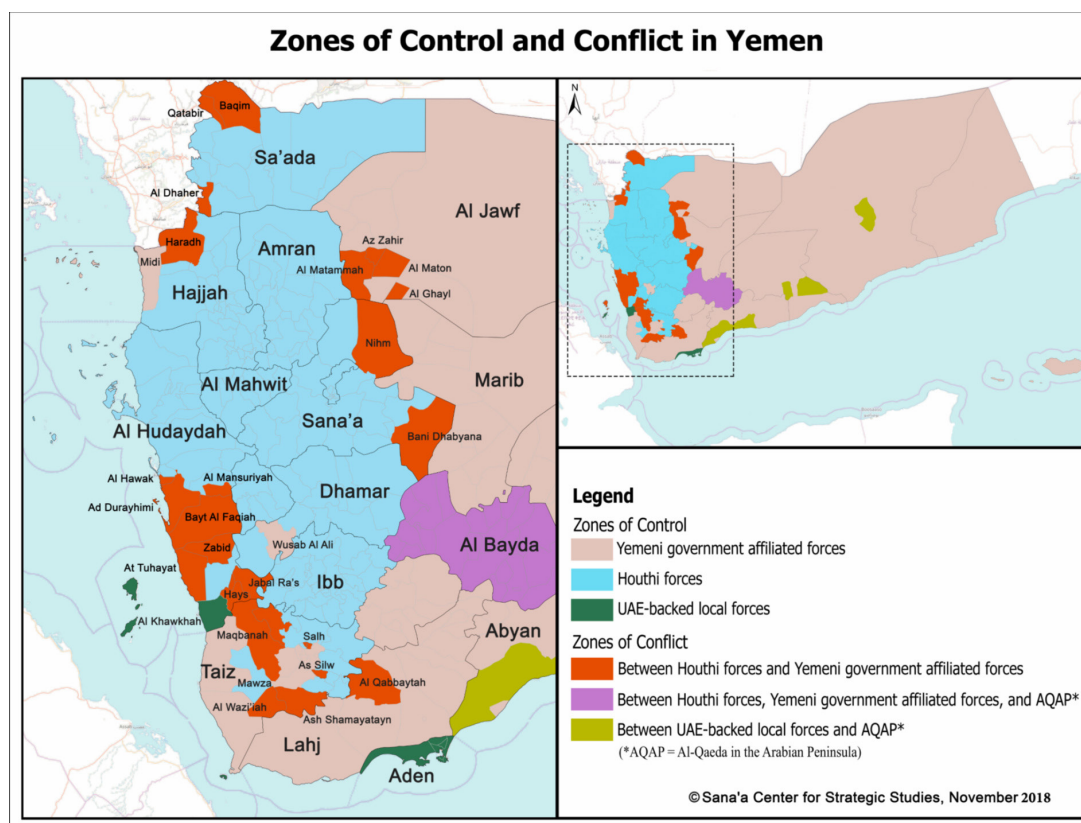 Zones of Control and Conflict in Yemen
Baqim
Qatabir
Sa'ada
Al Dhaher
Al Jawf
Haradh
Amran
Az Zahir
Midi
Al Matammah
Al Maton
Hajjah
Al Ghayl
Nihm
Al Mahwit
Marib
Sana'a
Al Hudaydah
Bani Dhabyana
Al Hawak
Al Mansuriyah
Dhamar
Ad Durayhimi
Bayt Al Faqiah
Zabid
Wusab Al Ali
Al Bayda
At Tuhayat
Jabal Ra's
Ibb
Hays
Al Khawkhah
Maqbanah
Salh
Abyan
Taiz
As Silw
Mawza
Al Qabbaytah
Al Wazi'iah
Ash Shamayatayn
Lahj
Aden
N
Legend
Zones of Control
Yemeni government affiliated forces
Houthi forces
UAE-backed local forces
Zones of Conflict
Between Houthi forces and Yemeni government affiliated forces
Between Houthi forces, Yemeni government affiliated forces, and AQAP*
Between UAE-backed local forces and AQAP*
(*AQAP = Al-Qaeda in the Arabian Peninsula)
©Sana'a Center for Strategic Studies, November 2018